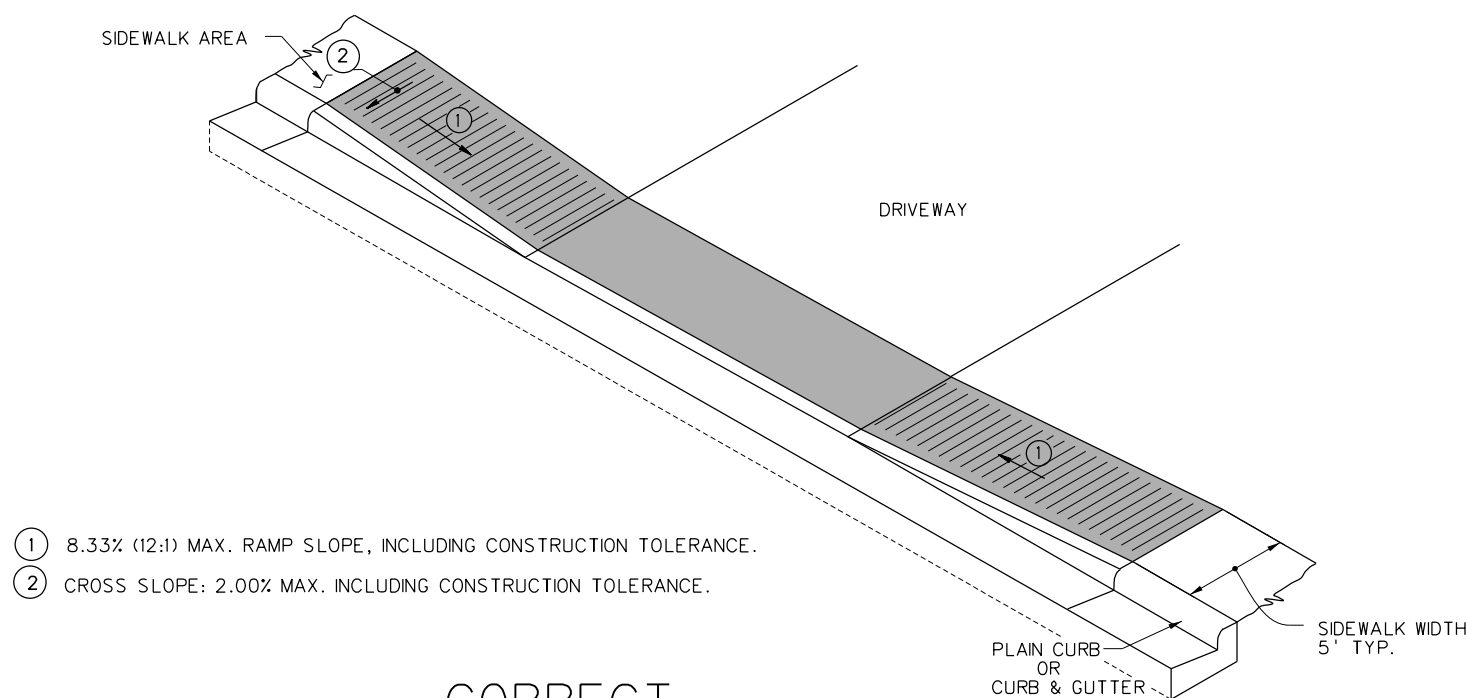 SIDEWALK AREA
2
1
DRIVEWAY
1
1 8.33% (12:1) MAX. RAMP SLOPE, INCLUDING CONSTRUCTION TOLERANCE.
2 CROSS SLOPE: 2.00% MAX. INCLUDING CONSTRUCTION TOLERANCE.
SIDEWALK WIDTH
5' TYP.
PLAIN CURB
OR
CURB & GUTTER
CORRECT